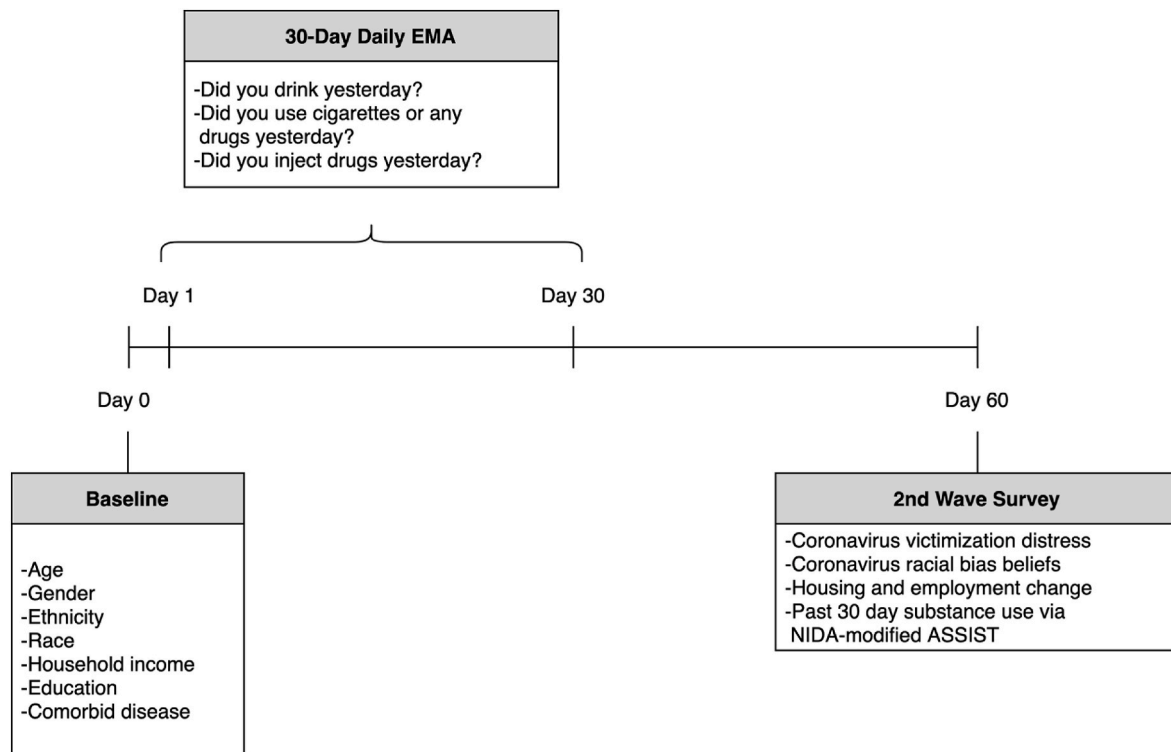 30-Day Daily EMA
-Did you drink yesterday?
-Did you use cigarettes or any
drugs yesterday?
-Did you inject drugs yesterday?
Day 1
Day 30
Day 0
Day 60
Baseline
-Age
-Gender
-Ethnicity
-Race
-Household income
-Education
-Comorbid disease
2nd Wave Survey
-Coronavirus victimization distress
-Coronavirus racial bias beliefs
-Housing and employment change
-Past 30 day substance use via
NIDA-modified ASSIST